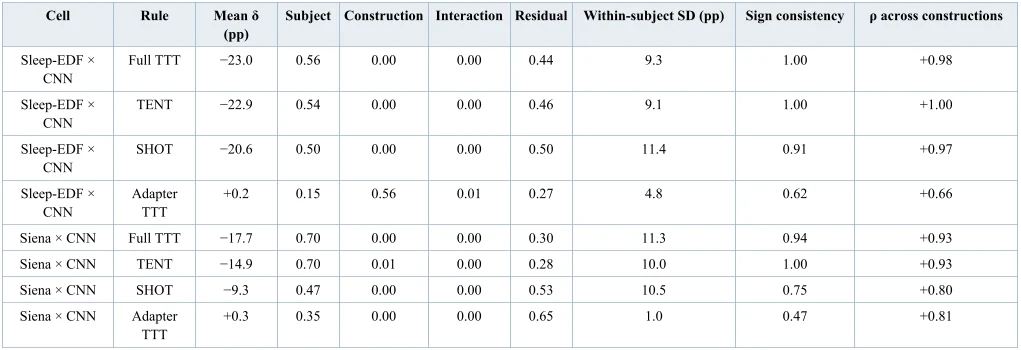 Cell Rule Mean δ (pp) Subject Construction Interaction Residual Within-subject SD (pp) Sign consistency ρ across constructions
Sleep-EDF × CNN Full TTT −23.0 0.56 0.00 0.00 0.44 9.3 1.00 +0.98
Sleep-EDF × CNN TENT −22.9 0.54 0.00 0.00 0.46 9.1 1.00 +1.00
Sleep-EDF × CNN SHOT −20.6 0.50 0.00 0.00 0.50 11.4 0.91 +0.97
Sleep-EDF × CNN Adapter TTT +0.2 0.15 0.56 0.01 0.27 4.8 0.62 +0.66
Siena × CNN Full TTT −17.7 0.70 0.00 0.00 0.30 11.3 0.94 +0.93
Siena × CNN TENT −14.9 0.70 0.01 0.00 0.28 10.0 1.00 +0.93
Siena × CNN SHOT −9.3 0.47 0.00 0.00 0.53 10.5 0.75 +0.80
Siena × CNN Adapter TTT +0.3 0.35 0.00 0.00 0.65 1.0 0.47 +0.81